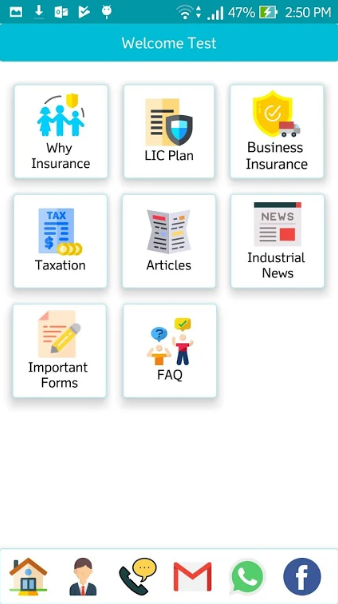 47% 2:50 PM
Welcome Test
Why
Insurance
LIC Plan
Business
Insurance
TAX
$
Taxation
Articles
NEWS
Industrial
News
Important
Forms
?
FAQ